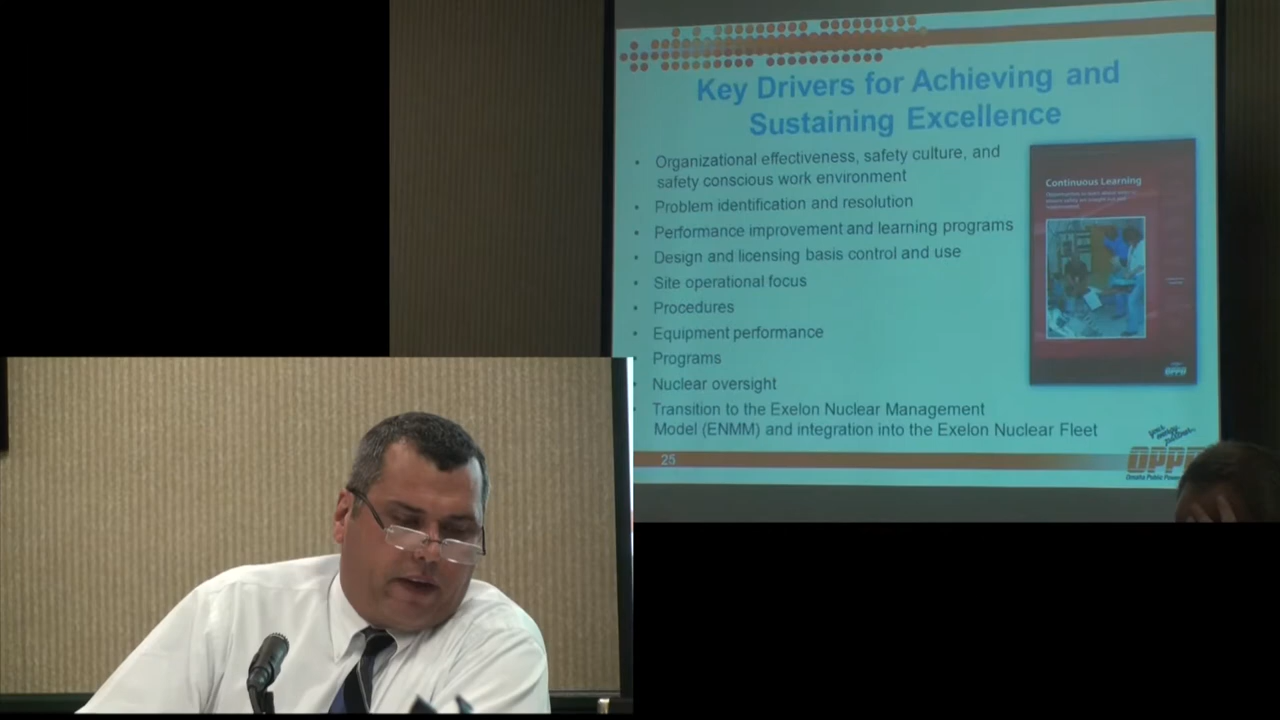 Key Drivers for Achieving and
Sustaining Excellence
• Organizational effectiveness, safety culture, and
safety conscious work environment
• Problem identification and resolution
• Performance improvement and learning programs
• Design and licensing basis control and use
• Site operational focus
• Procedures
• Equipment performance
• Programs
• Nuclear oversight
• Transition to the Exelon Nuclear Management
Model (ENMM) and integration into the Exelon Nuclear Fleet
Continuous Learning
OPPD
25
OPP
Omaha Public